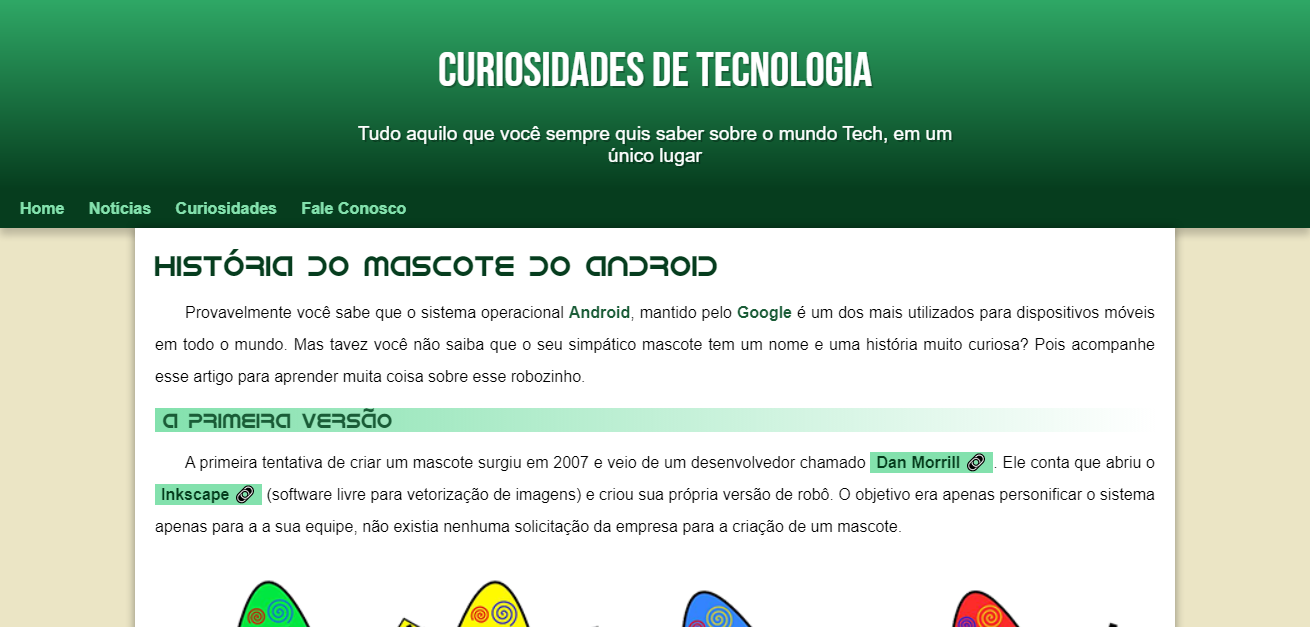 CURIOSIDADES DE TECNOLOGIA
Tudo aquilo que você sempre quis saber sobre o mundo Tech, em um
único lugar
Home Notícias Curiosidades Fale Conosco
HISTÓRIA DO MASCOTE DO ANDROID
Provavelmente você sabe que o sistema operacional Android, mantido pelo Google é um dos mais utilizados para dispositivos móveis
em todo o mundo. Mas tavez você não saiba que o seu simpático mascote tem um nome e uma história muito curiosa? Pois acompanhe
esse artigo para aprender muita coisa sobre esse robozinho.
A PRIMEIRA VERSÃO
A primeira tentativa de criar um mascote surgiu em 2007 e veio de um desenvolvedor chamado Dan Morrill . Ele conta que abriu o
Inkscape (software livre para vetorização de imagens) e criou sua própria versão de robô. O objetivo era apenas personificar o sistema
apenas para a a sua equipe, não existia nenhuma solicitação da empresa para a criação de um mascote.